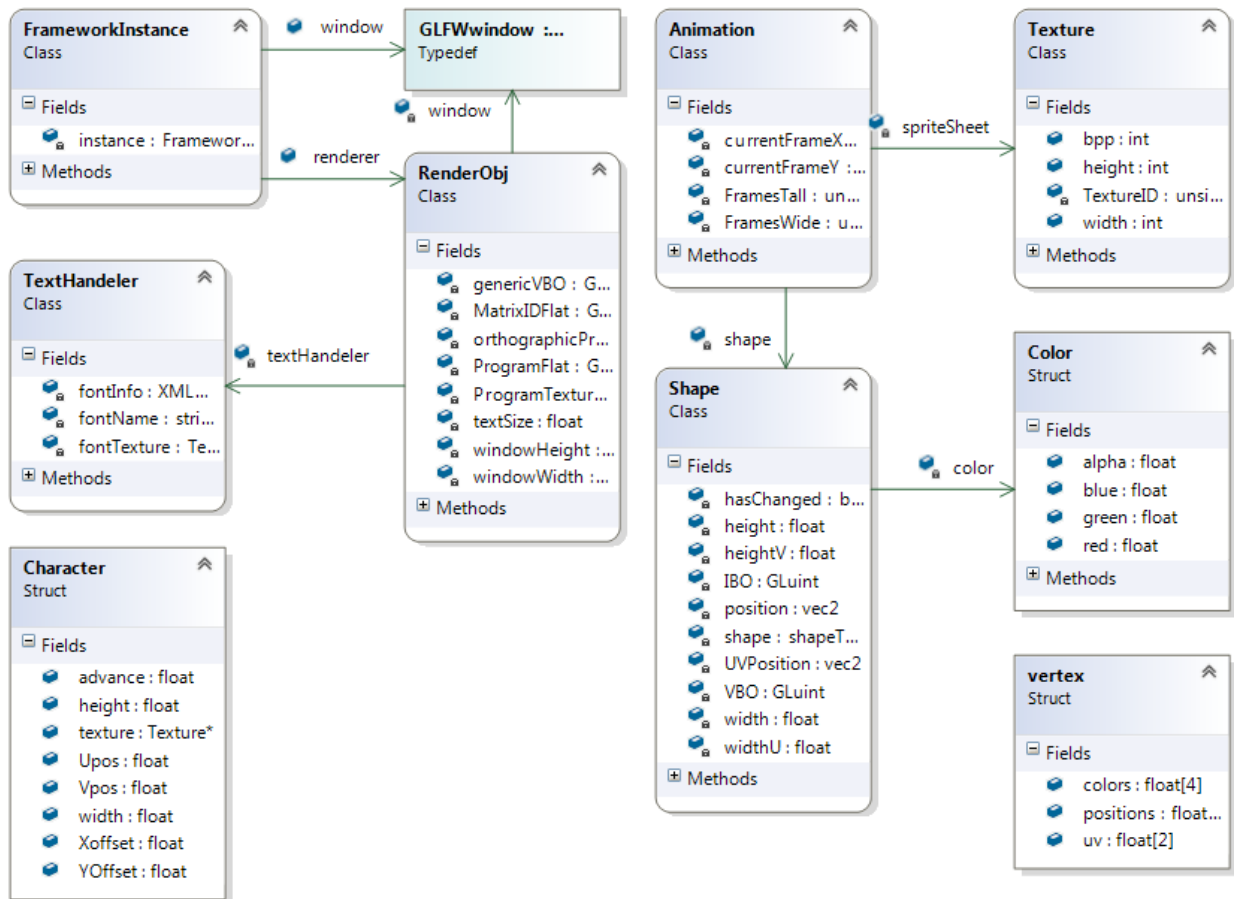 FrameworkInstance
Class
Fields
instance : Framewor...
Methods
window
GLFWwindow :...
Typedef
window
renderer
RenderObj
Class
Fields
genericVBO : G...
MatrixIDFlat : G...
orthographicPr...
ProgramFlat : G...
ProgramTextur...
textSize : float
windowHeight :...
windowWidth :...
Methods
textHandeler
TextHandeler
Class
Fields
fontInfo : XML...
fontName : stri...
fontTexture : Te...
Methods
Character
Struct
Fields
advance : float
height : float
texture : Texture*
Upos : float
Vpos : float
width : float
Xoffset : float
YOffset : float
Animation
Class
Fields
currentFrameX...
currentFrameY :...
FramesTall : un...
FramesWide : u...
Methods
spriteSheet
Texture
Class
Fields
bpp : int
height : int
TextureID : unsi...
width : int
Methods
shape
Shape
Class
Fields
hasChanged : b...
height : float
heightV : float
IBO : GLuint
position : vec2
shape : shapeT...
UVPosition : vec2
VBO : GLuint
width : float
widthU : float
Methods
color
Color
Struct
Fields
alpha : float
blue : float
green : float
red : float
Methods
vertex
Struct
Fields
colors : float[4]
positions : float...
uv : float[2]